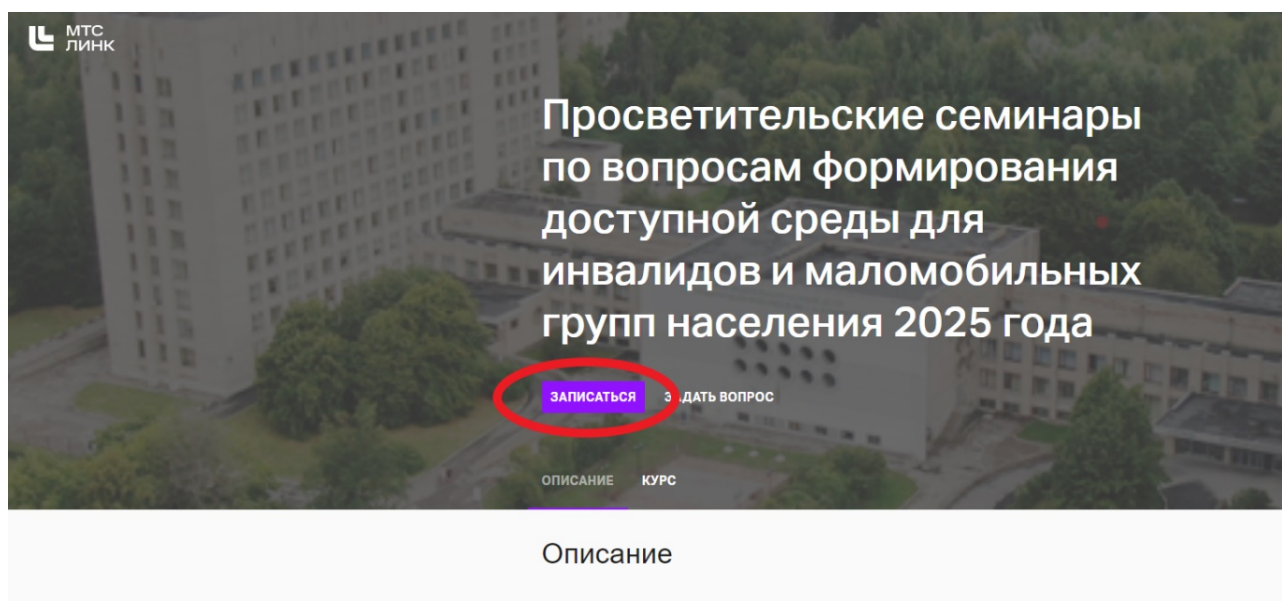 МТС
ЛИНК
Просветительские семинары
по вопросам формирования
доступной среды для
инвалидов и маломобильных
групп населения 2025 года
ЗАПИСАТЬСЯ ЗАДАТЬ ВОПРОС
ОПИСАНИЕ КУРС
Описание